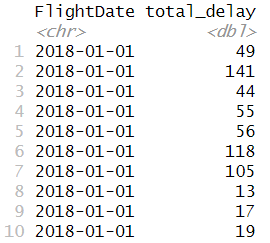 FlightDate total_delay
<chr> <dbl>
1 2018-01-01 49
2 2018-01-01 141
3 2018-01-01 44
4 2018-01-01 55
5 2018-01-01 56
6 2018-01-01 118
7 2018-01-01 105
8 2018-01-01 13
9 2018-01-01 17
10 2018-01-01 19